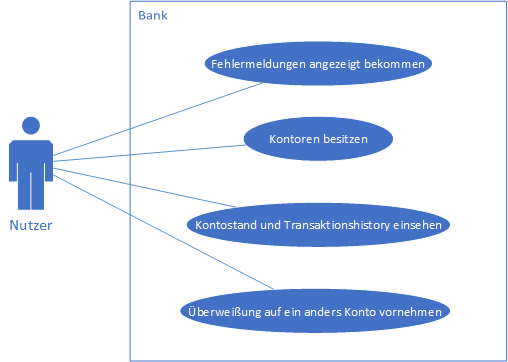 Bank
Fehlermeldungen angezeigt bekommen
Kontoren besitzen
Nutzer
Kontostand und Transaktionshistory einsehen
Überweißung auf ein anders Konto vornehmen